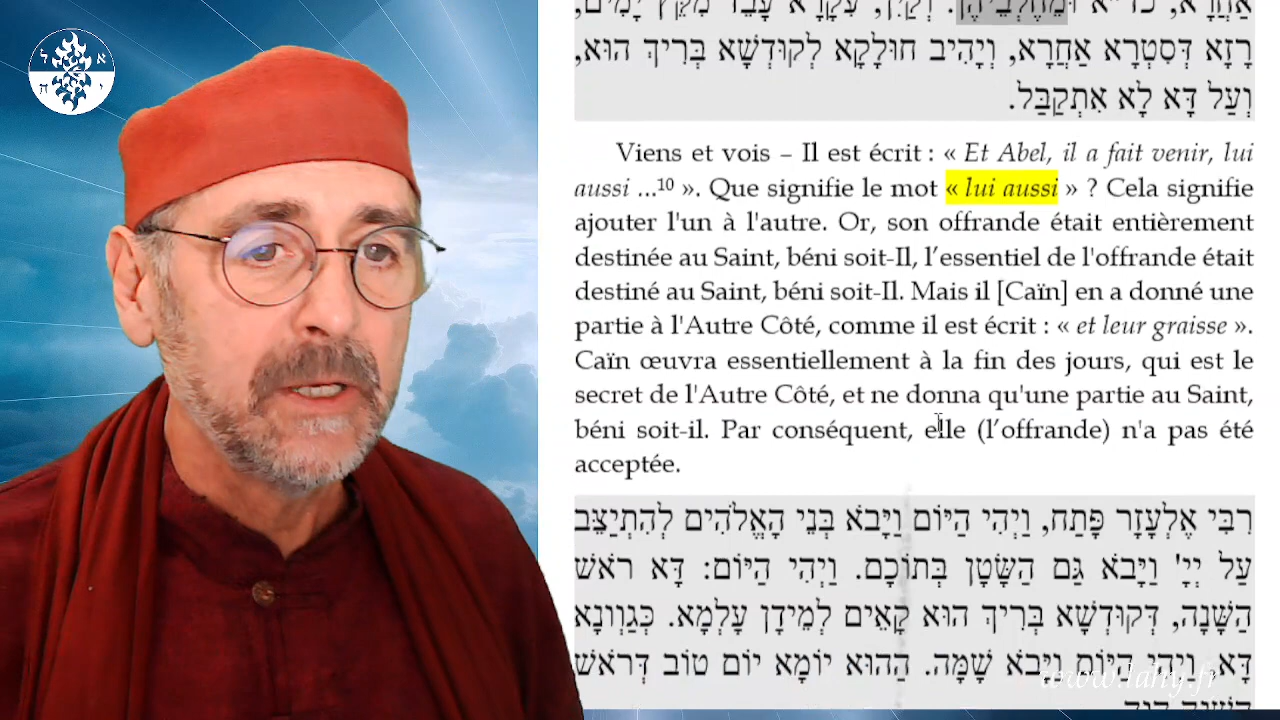 אַחֲרָא, כד״א וּמֵחֶלְבֵיהֶן. וְקַיִן, עִקָּרָא עָבֵד מִקֵּץ יָמִים,
רָזָא דְּסִטְרָא אַחֲרָא, וְיָהִיב חוּלָקָא לְקוּדְשָׁא בְּרִיךְ הוּא,
וְעַל דָּא לָא אִתְקַבַּל.
Viens et vois – Il est écrit : « Et Abel, il a fait venir, lui
aussi ...¹⁰ ». Que signifie le mot « lui aussi » ? Cela signifie
ajouter l'un à l'autre. Or, son offrande était entièrement
destinée au Saint, béni soit-Il, l’essentiel de l'offrande était
destiné au Saint, béni soit-Il. Mais il [Caïn] en a donné une
partie à l'Autre Côté, comme il est écrit : « et leur graisse ».
Caïn œuvra essentiellement à la fin des jours, qui est le
secret de l'Autre Côté, et ne donna qu'une partie au Saint,
béni soit-il. Par conséquent, elle (l’offrande) n'a pas été
acceptée.
רִבִּי אֶלְעָזָר פָּתַח, וַיְהִי הַיּוֹם וַיָּבֹא בְּנֵי הָאֱלֹהִים לְהִתְיַצֵּב
עַל יְיָ' וַיָּבֹא גַּם הַשָּׂטָן בְּתוֹכָם. וַיְהִי הַיּוֹם: דָּא רֹאשׁ
הַשָּׁנָה, דְּקוּדְשָׁא בְּרִיךְ הוּא קָאֵים לְמֵידָן עָלְמָא. כְּגַוְונָא
דָּא, וַיְהִי הַיּוֹם וַיָּבֹא שָׁמָּה. הַהוּא יוֹמָא יוֹם טוֹב דְּרֹאשׁ
www.lahy.fr
א
ל
י
ה